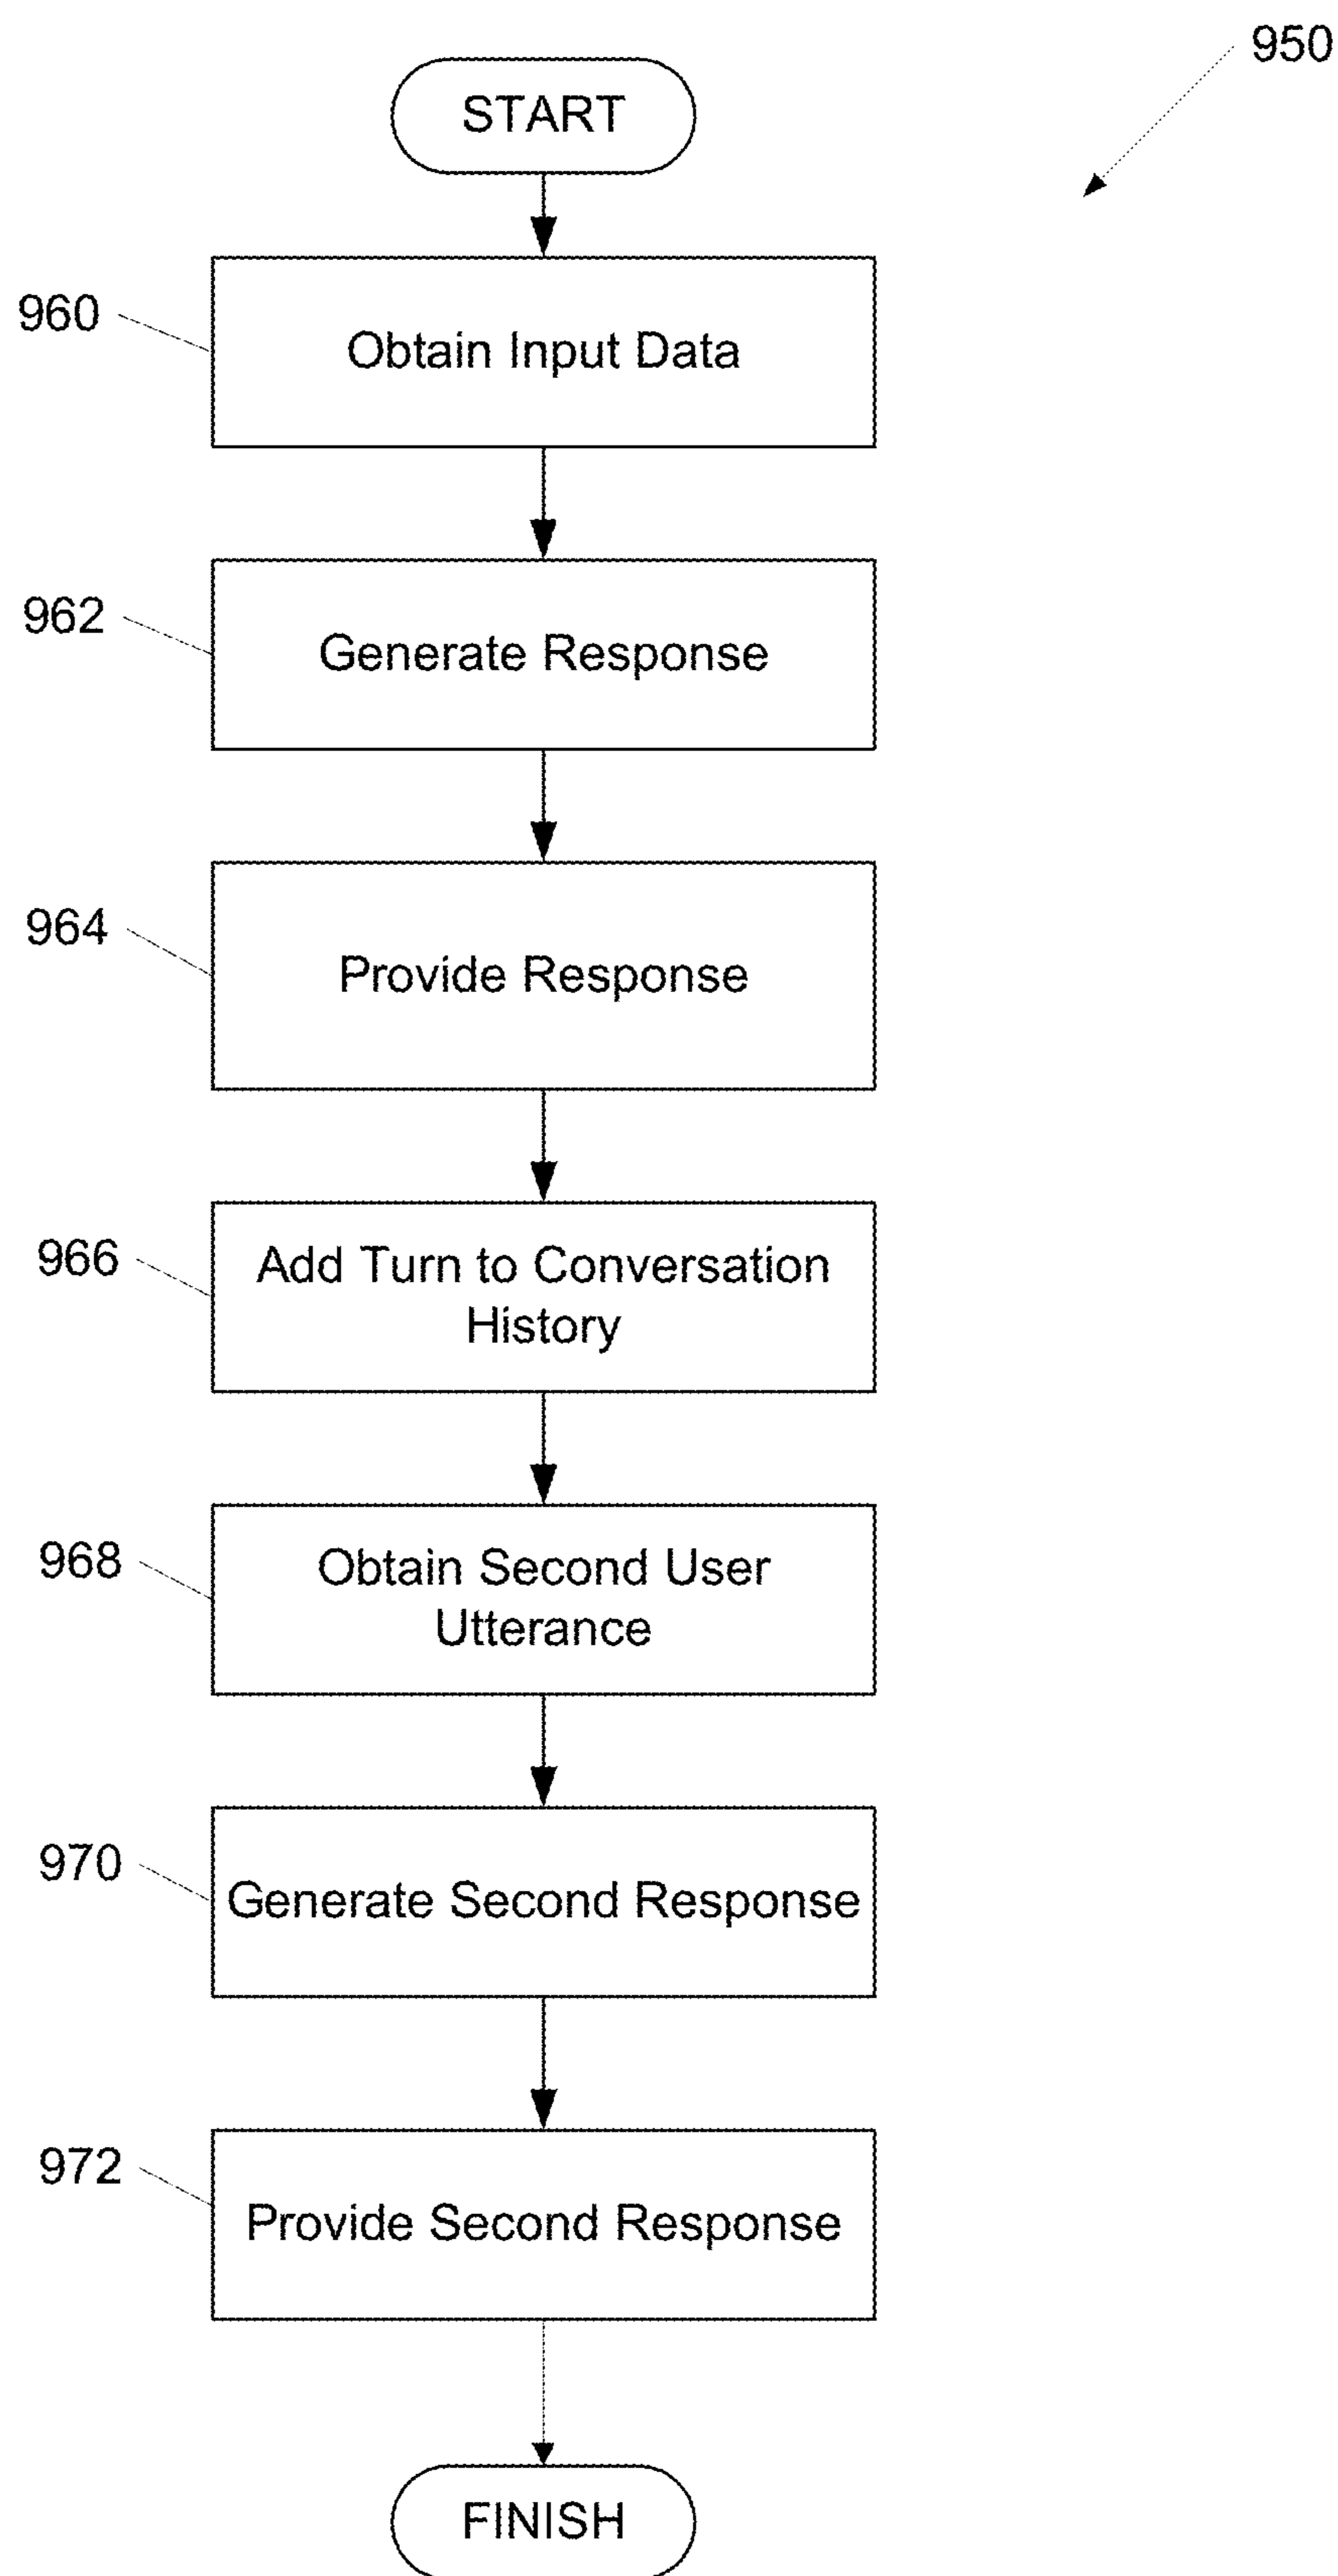 950
START
960
Obtain Input Data
962
Generate Response
964
Provide Response
966
Add Turn to Conversation
History
968
Obtain Second User
Utterance
970
Generate Second Response
972
Provide Second Response
FINISH